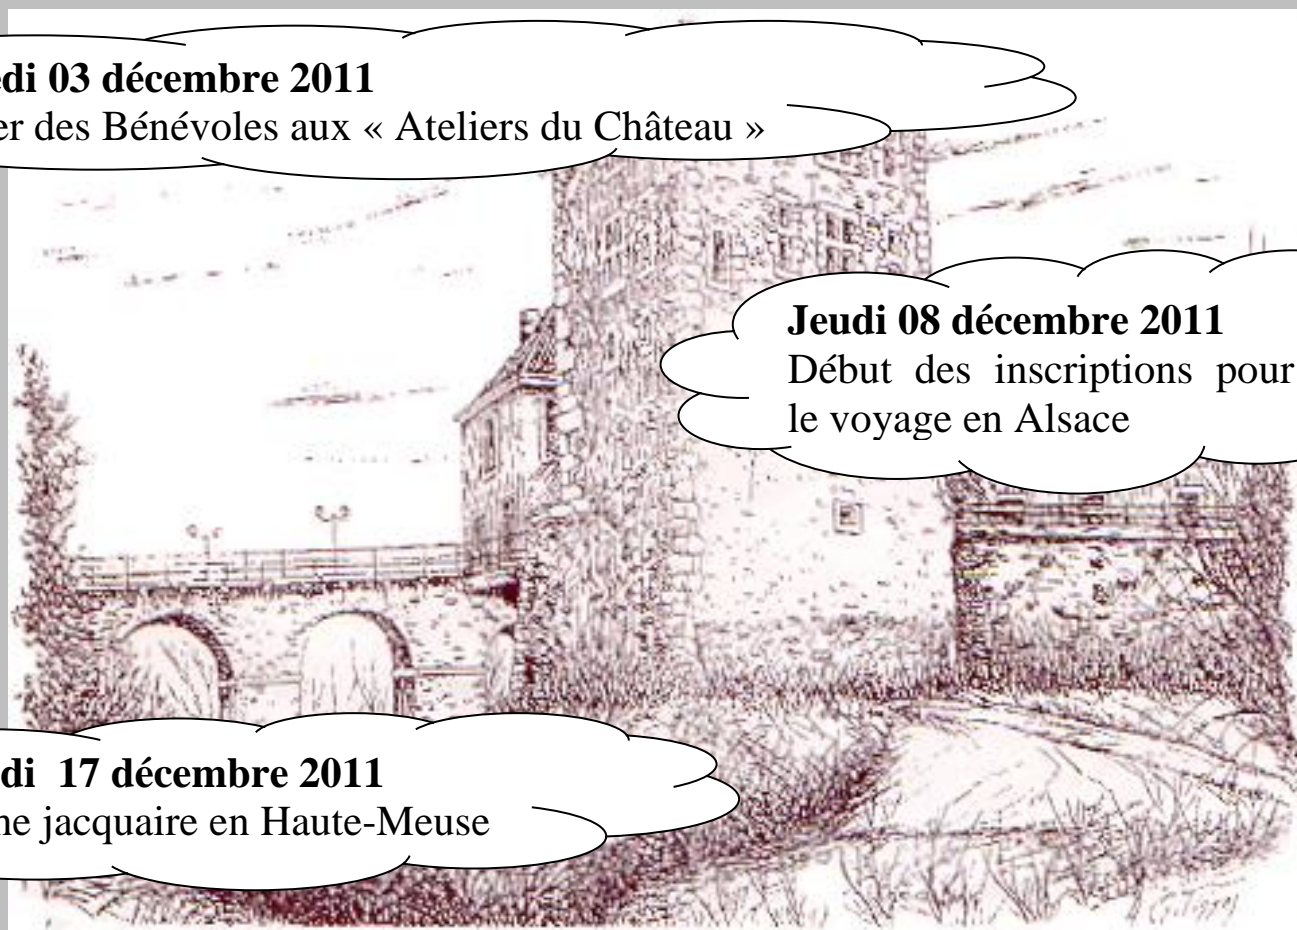 edi 03 décembre 2011
er des Bénévoles aux « Ateliers du Château »
Jeudi 08 décembre 2011
Début des inscriptions pour
le voyage en Alsace
di 17 décembre 2011
ne jacquaire en Haute-Meuse